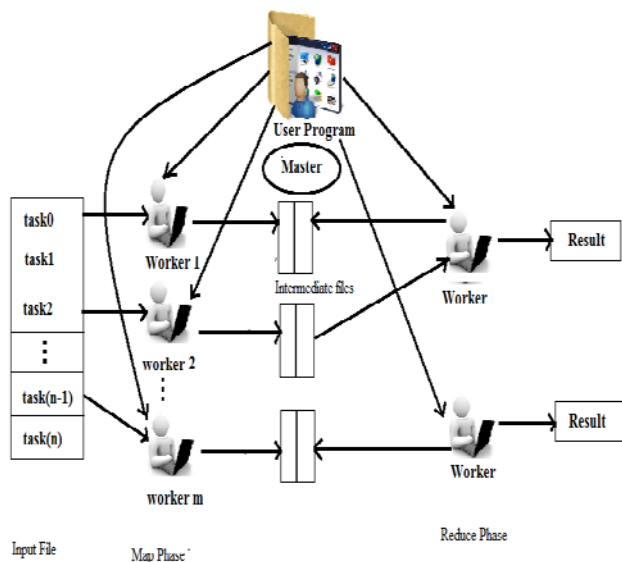 User Program
Master
task0
task1
task2
task(n-1)
task(n)
Worker 1
worker 2
worker m
Intermediate files
Worker
Worker
Result
Result
Input File
Map Phase
Reduce Phase